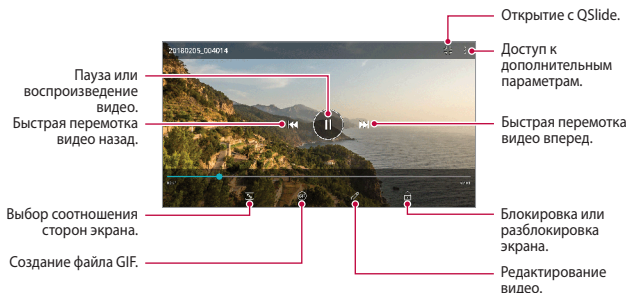 Открытие с QSlide.
Доступ к
дополнительным
параметрам.
20180205_004014
Пауза или
воспроизведение
видео.
Быстрая перемотка
видео назад.
Быстрая перемотка
видео вперед.
Выбор соотношения
сторон экрана.
Создание файла GIF.
Блокировка или
разблокировка
экрана.
Редактирование
видео.